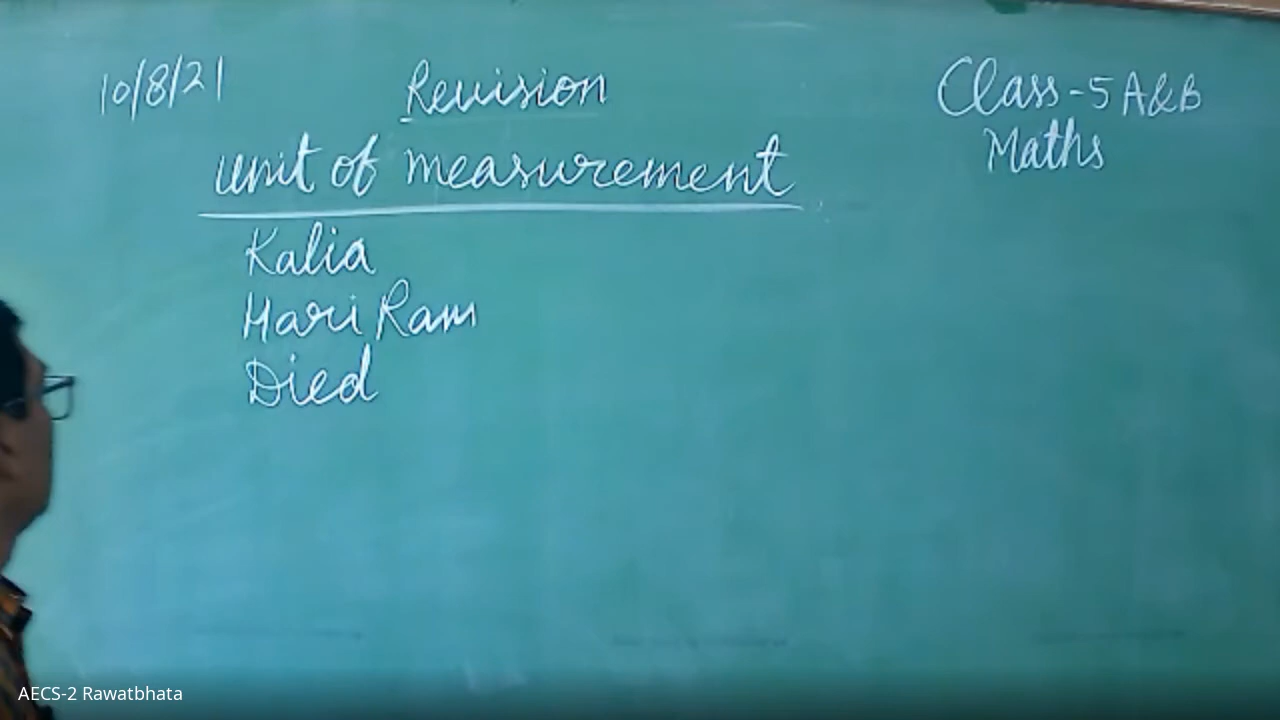 10/8/21 Revision Class-5 A&B
Maths
Unit of measurement
Kalia
Hari Ram
Died
AECS-2 Rawatbhata